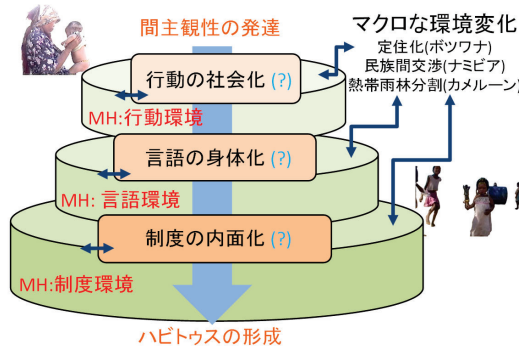 間主観性の発達
マクロな環境変化
定住化(ボツワナ)
民族間交渉(ナミビア)
熱帯雨林分割(カメルーン)
行動の社会化(?)
MH:行動環境
言語の身体化(?)
MH: 言語環境
制度の内面化(?)
MH:制度環境
ハビトゥスの形成